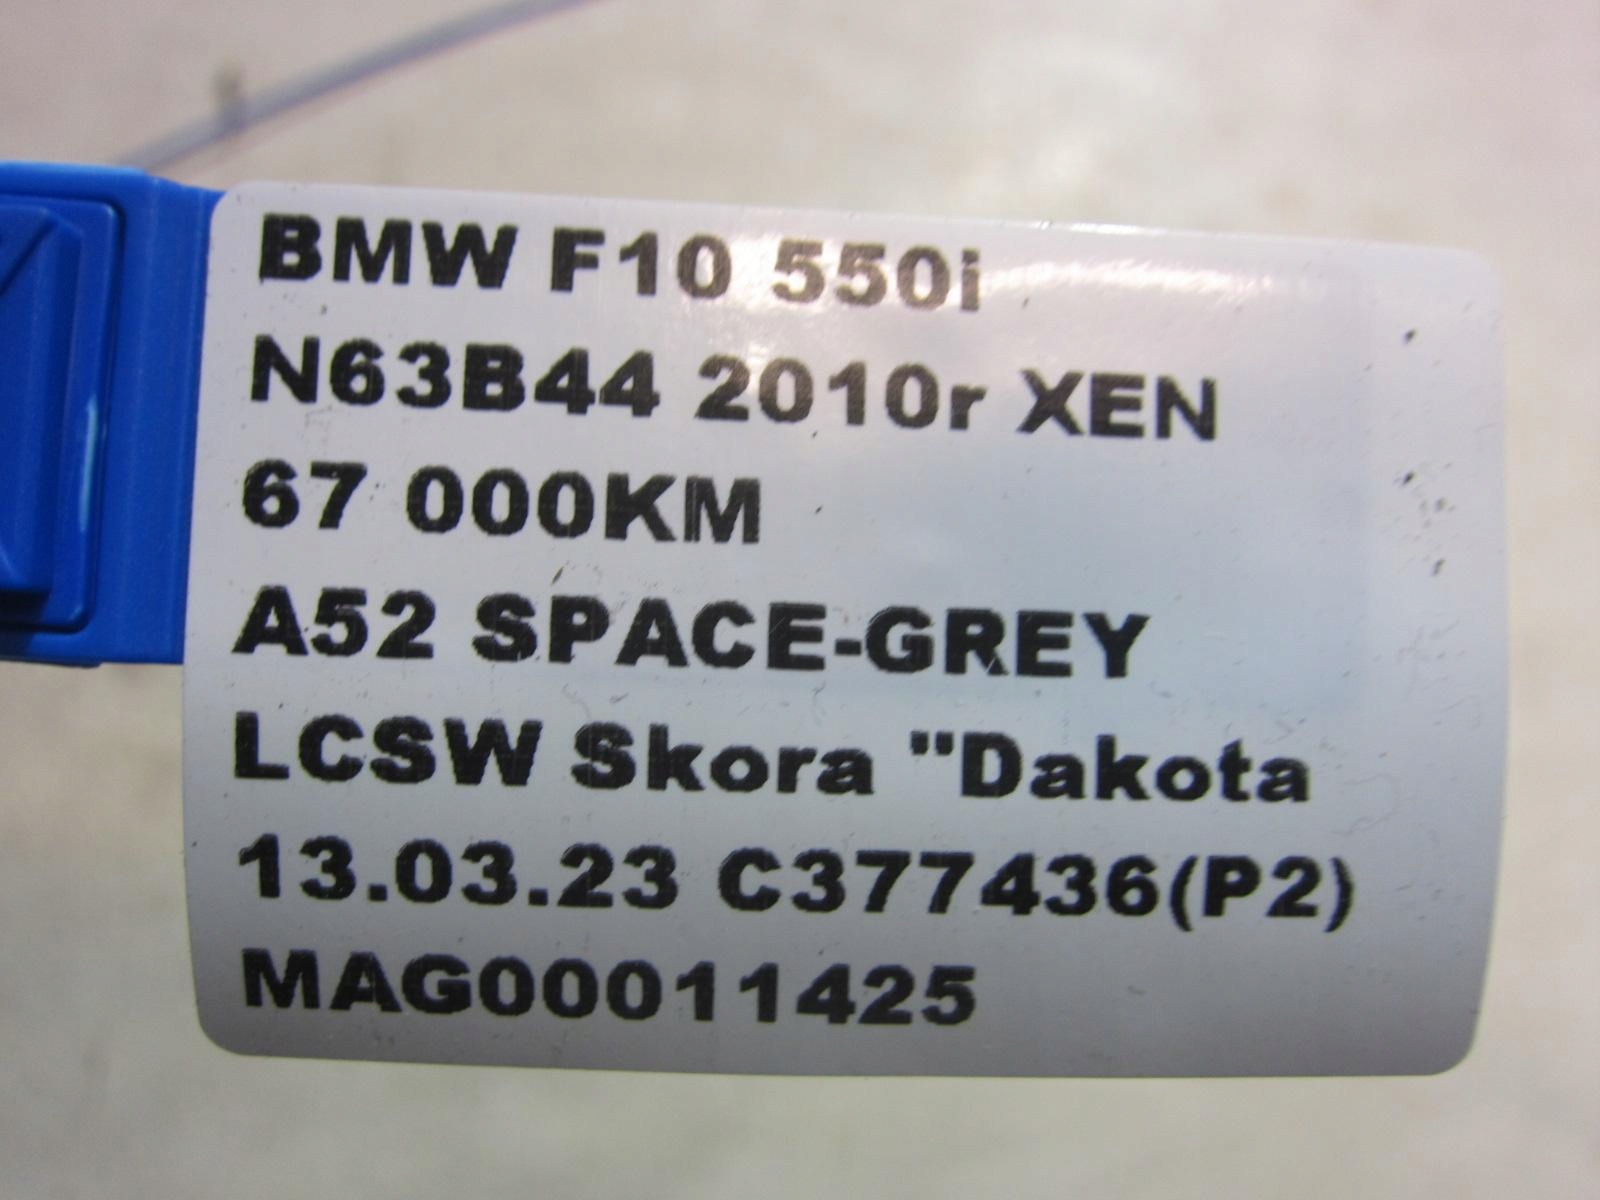 BMW F10 550i
N63B44 2010r XEN
67 000KM
A52 SPACE-GREY
LCSW Skora "Dakota
13.03.23 C377436(P2)
MAG00011425